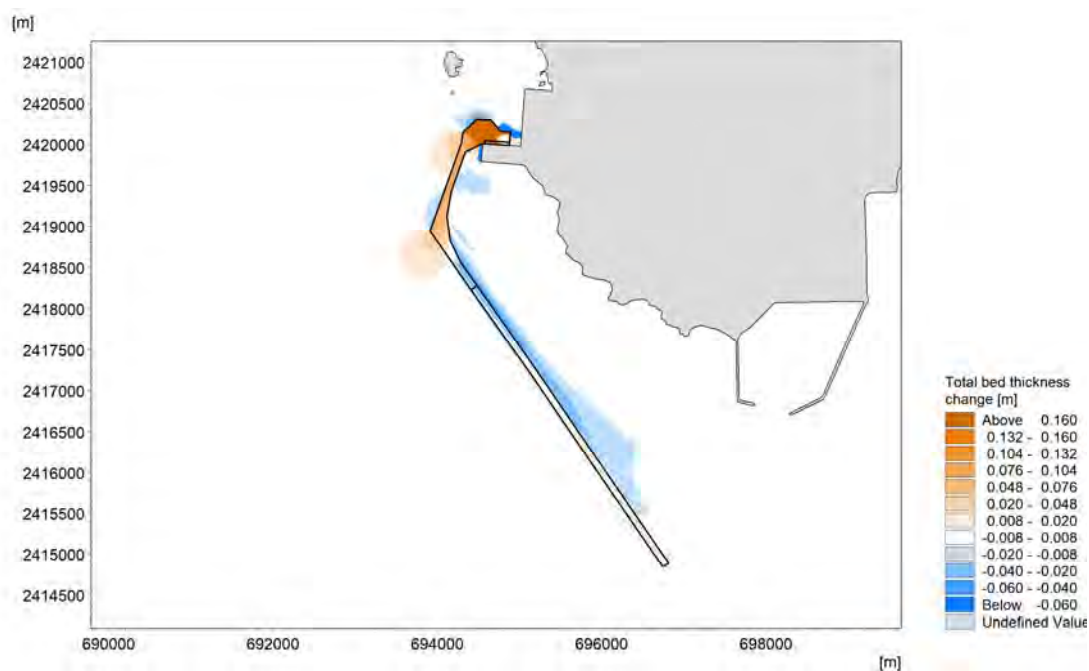 [m]
2421000
2420500
2420000
2419500
2419000
2418500
2418000
2417500
2417000
2416500
2416000
2415500
2415000
2414500
690000 692000 694000 696000 698000
[m]
Total bed thickness
change [m]
Above 0.160
0.132 - 0.160
0.104 - 0.132
0.076 - 0.104
0.048 - 0.076
0.020 - 0.048
0.008 - 0.020
-0.008 - 0.008
-0.020 - -0.008
-0.040 - -0.020
-0.060 - -0.040
Below -0.060
Undefined Value